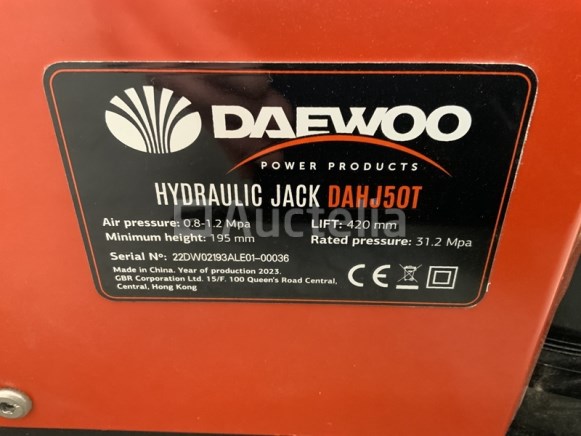 DAEWOO
POWER PRODUCTS
HYDRAULIC JACK DAHJ50T
Auctelia
Air pressure: 0.8-1.2 Mpa LIFT: 420 mm
Minimum height: 195 mm Rated pressure: 31.2 Mpa
Serial Nº: 22DW02193ALE01-00036
Made in China. Year of production 2023.
GBR Corporation Ltd. 15/F. 100 Queen's Road Central,
Central, Hong Kong
CE